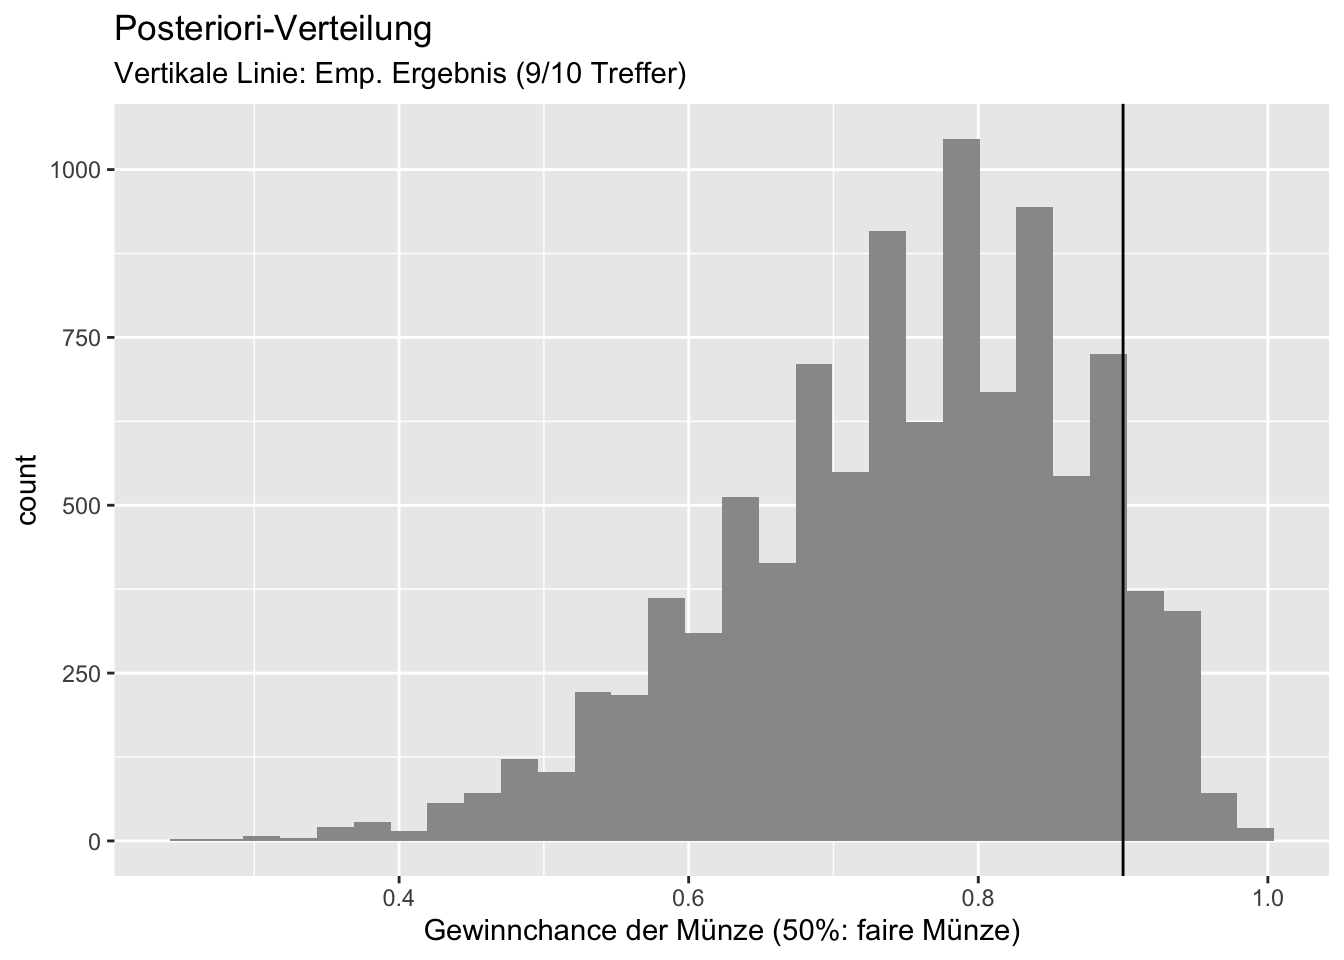 Posteriori-Verteilung
Vertikale Linie: Emp. Ergebnis (9/10 Treffer)
1000
750
500
250
0
count
0.4
0.6
0.8
1.0
Gewinnchance der Münze (50%: faire Münze)